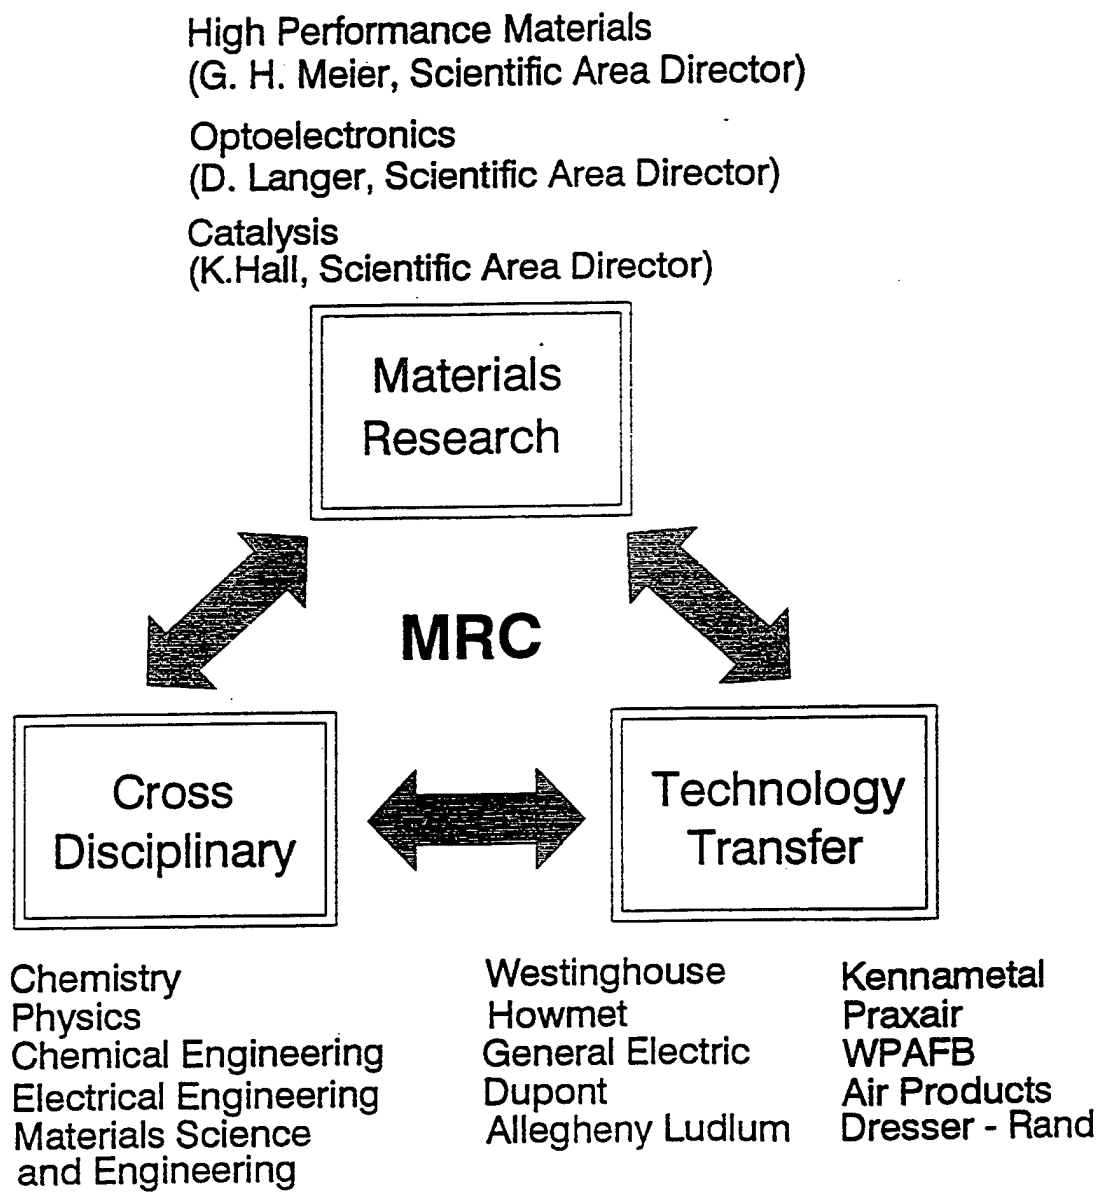 High Performance Materials
(G. H. Meier, Scientific Area Director)
Optoelectronics
(D. Langer, Scientific Area Director)
Catalysis
(K.Hall, Scientific Area Director)
Materials
Research
MRC
Cross
Disciplinary
Technology
Transfer
Chemistry
Physics
Chemical Engineering
Electrical Engineering
Materials Science
and Engineering
Westinghouse
Howmet
General Electric
Dupont
Allegheny Ludlum
Kennametal
Praxair
WPAFB
Air Products
Dresser - Rand